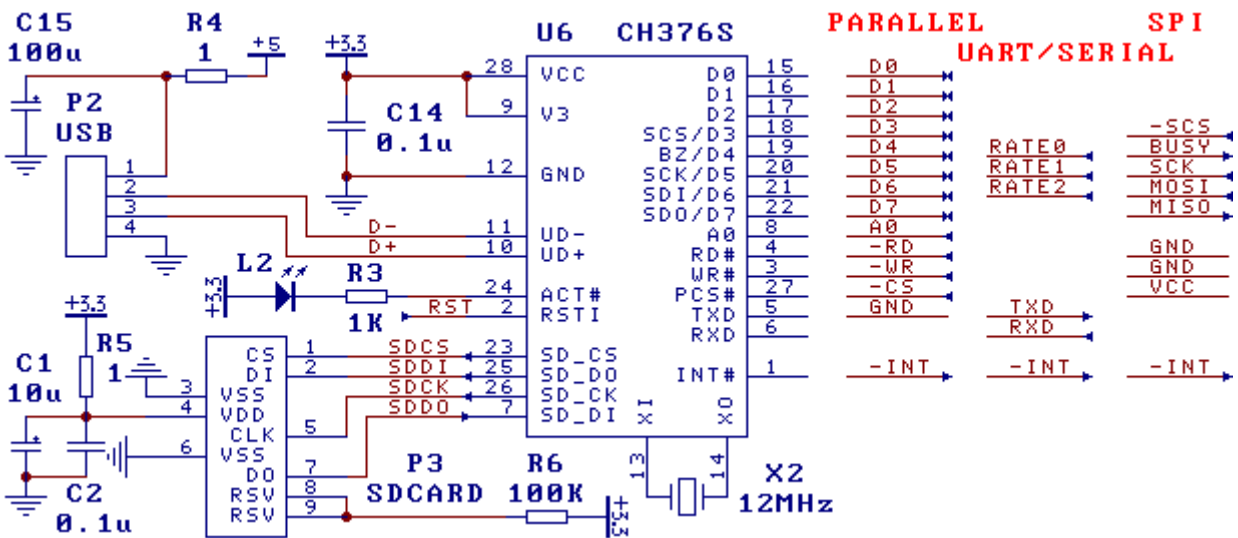 C15 R4 +5 +3.3 U6 CH376S PARALLEL SPI
100u 1 UART/SERIAL
28 VCC D0 15 D0
D1 16 D1
P2 9 V3 D2 17 D2
USB C14 SCS/D3 18 D3 -SCS
0.1u BZ/D4 19 D4 RATE0 BUSY
1 12 GND SCK/D5 20 D5 RATE1 SCK
2 SDI/D6 21 D6 RATE2 MOSI
3 SDO/D7 22 D7 MISO
4 D- 11 UD- A0 8 A0
D+ 10 UD+ RD# 4 -RD GND
L2 R3 WR# 3 -WR GND
+3.3 24 ACT# PCS# 27 -CS VCC
+3.3 1K RST 2 RSTI TXD 5 GND TXD
R5 RXD 6 RXD
C1 1 CS 1 SDCS 23 SD_CS
10u DI 2 SDDI 25 SD_DO INT# 1 -INT -INT -INT
3 VSS SDCK 26 SD_CK
4 VDD SDDO 7 SD_DI XI XO
CLK 5
6 VSS 13 14
DO 7 P3 R6 X2
C2 RSV 8 SDCARD 100K +3.3 12MHz
0.1u RSV 9